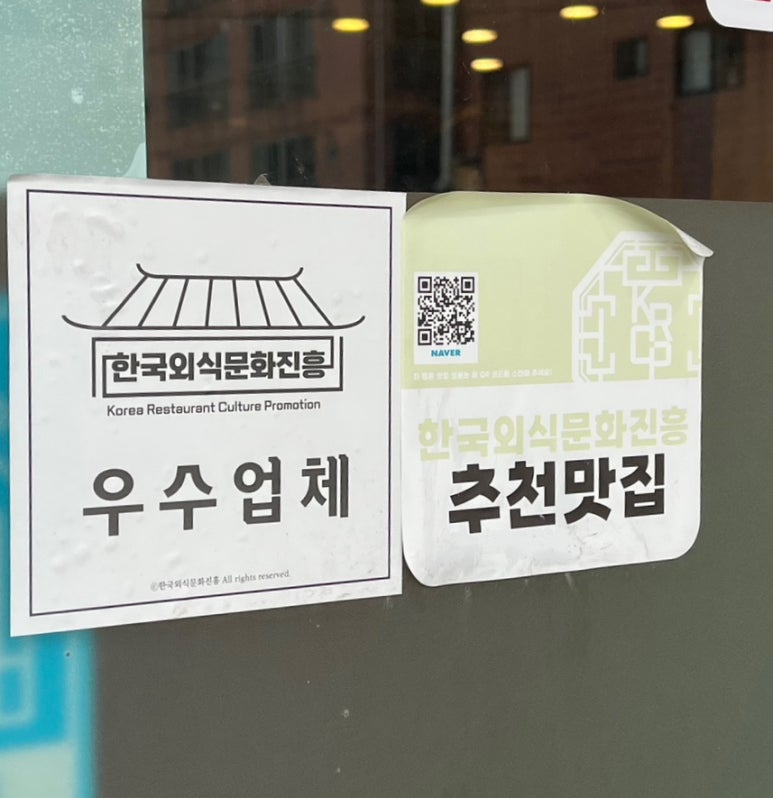 한국외식문화진흥
Korea Restaurant Culture Promotion
우수업체
ⓒ한국외식문화진흥 All rights reserved.
KRCP
NAVER
한국외식문화진흥
추천맛집